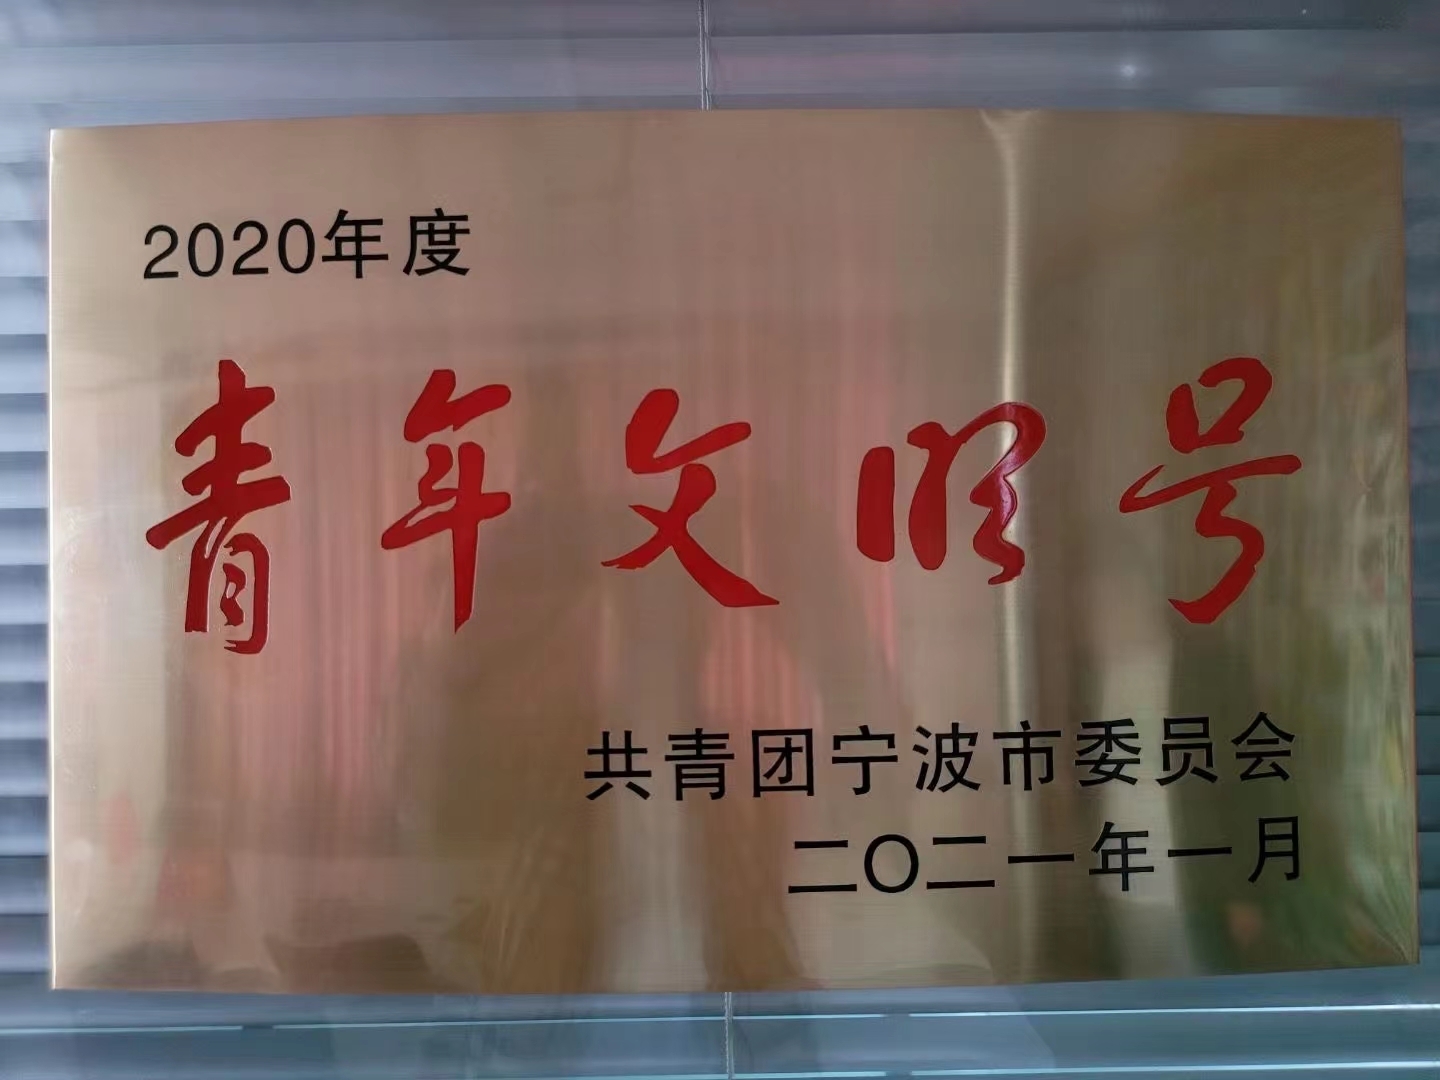 2020年度
青年文明号
共青团宁波市委员会
二〇二一年一月